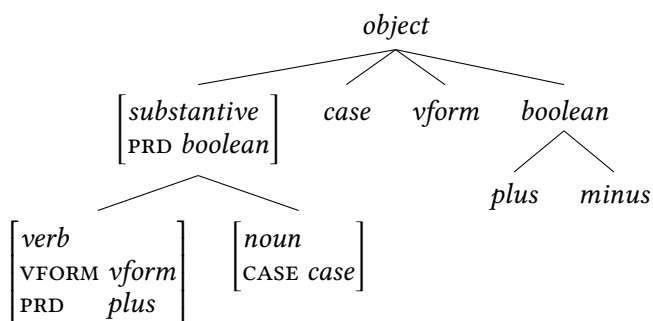 object
substantive case vform boolean
PRD boolean
plus minus
verb noun
VFORM vform CASE case
PRD plus